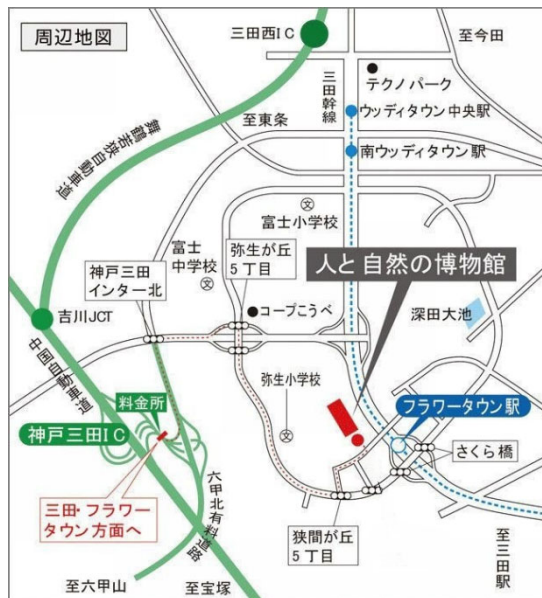 周辺地図
三田西IC
至今田
三田幹線
テクノパーク
ウッディタウン中央駅
至東条
南ウッディタウン駅
舞鶴若狭自動車道
文
富士小学校
富士
中学校
文
弥生が丘
5丁目
人と自然の博物館
神戸三田
インター北
コープこうべ
深田大池
吉川JCT
中国自動車道
弥生小学校
文
料金所
神戸三田IC
フラワータウン駅
さくら橋
三田・フラワー
タウン方面へ
六甲北有料道路
狭間が丘
5丁目
至三田駅
至六甲山
至宝塚